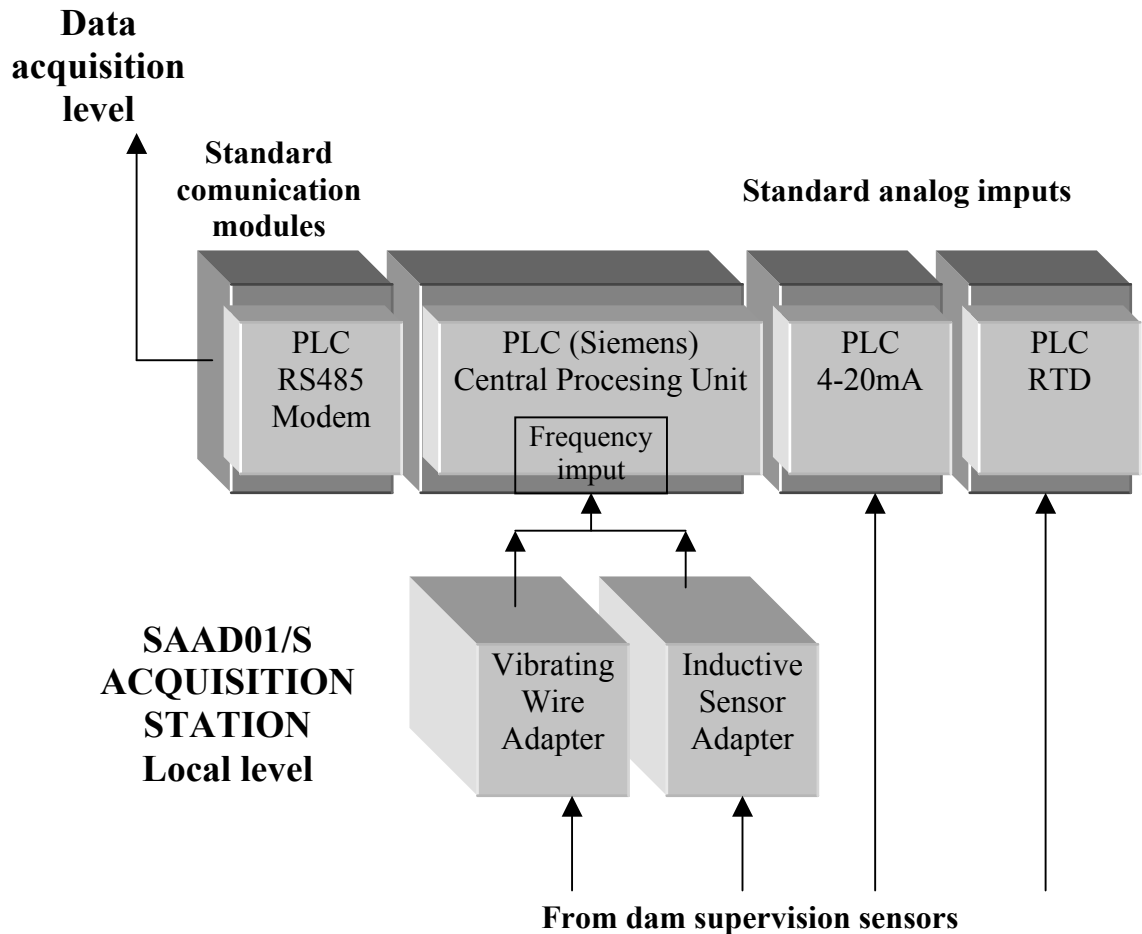 Data
acquisition
level
Standard
comunication
modules
Standard analog imputs
PLC
RS485
Modem
PLC (Siemens)
Central Procesing Unit
Frequency
imput
PLC
4-20mA
PLC
RTD
SAAD01/S
ACQUISITION
STATION
Local level
Vibrating
Wire
Adapter
Inductive
Sensor
Adapter
From dam supervision sensors